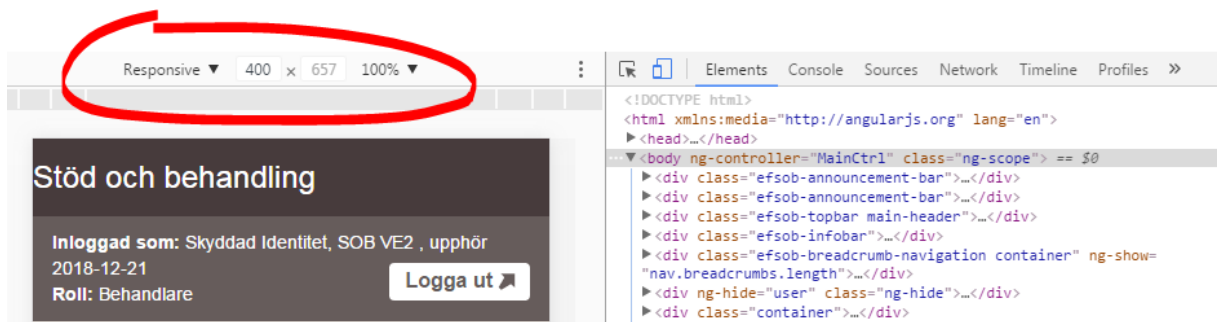 Responsive ▼ 400 × 657 100% ▼
Stöd och behandling
Inloggad som: Skyddad Identitet, SOB VE2 , upphör
2018-12-21
Roll: Behandlare
Logga ut
Elements Console Sources Network Timeline Profiles »
<!DOCTYPE html>
<html xmlns:media="http://angularjs.org" lang="en">
▶<head>…</head>
…▼<body ng-controller="MainCtrl" class="ng-scope"> == $0
▶<div class="efsob-announcement-bar">…</div>
▶<div class="efsob-announcement-bar">…</div>
▶<div class="efsob-topbar main-header">…</div>
▶<div class="efsob-infobar">…</div>
▶<div class="efsob-breadcrumb-navigation container" ng-show=
"nav.breadcrumbs.length">…</div>
▶<div ng-hide="user" class="ng-hide">…</div>
▶<div class="container">…</div>